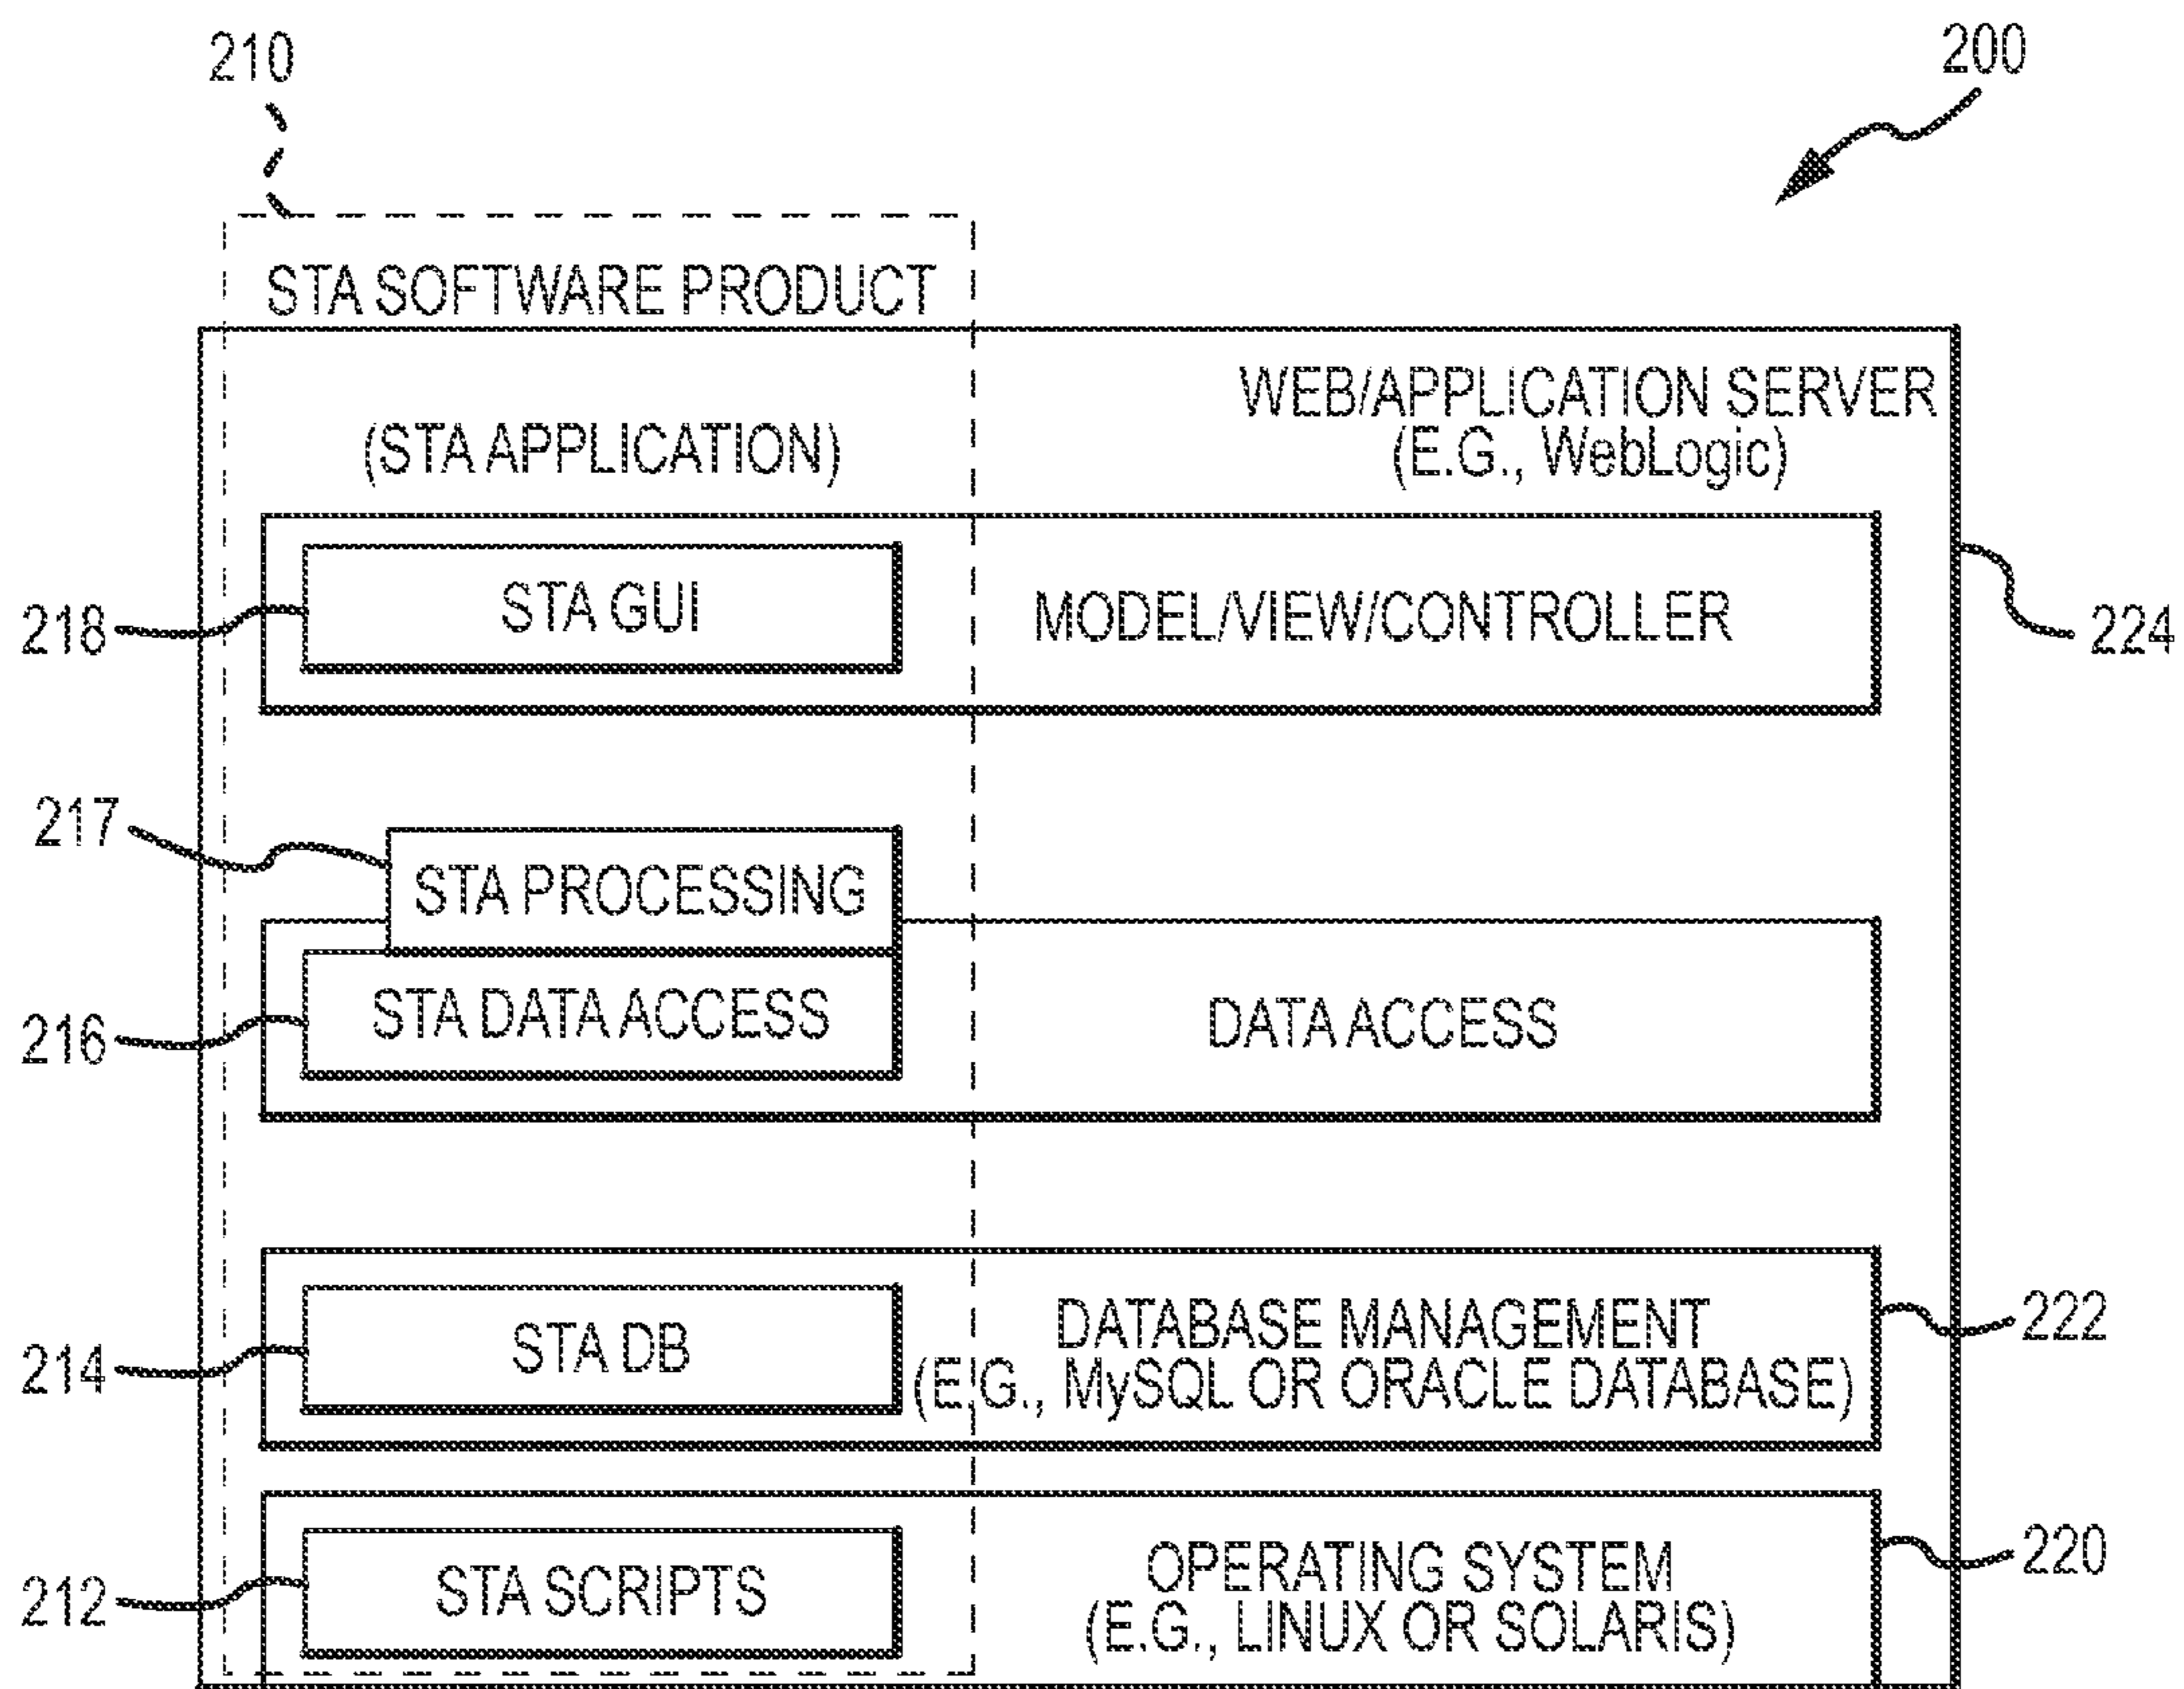 210
200
STA SOFTWARE PRODUCT
WEB/APPLICATION SERVER
(E.G., WebLogic)
(STA APPLICATION)
STA GUI
MODEL/VIEW/CONTROLLER
218
224
217
STA PROCESSING
STA DATA ACCESS
DATA ACCESS
216
STA DB
DATABASE MANAGEMENT
(E.G., MySQL OR ORACLE DATABASE)
222
214
STA SCRIPTS
OPERATING SYSTEM
(E.G., LINUX OR SOLARIS)
220
212